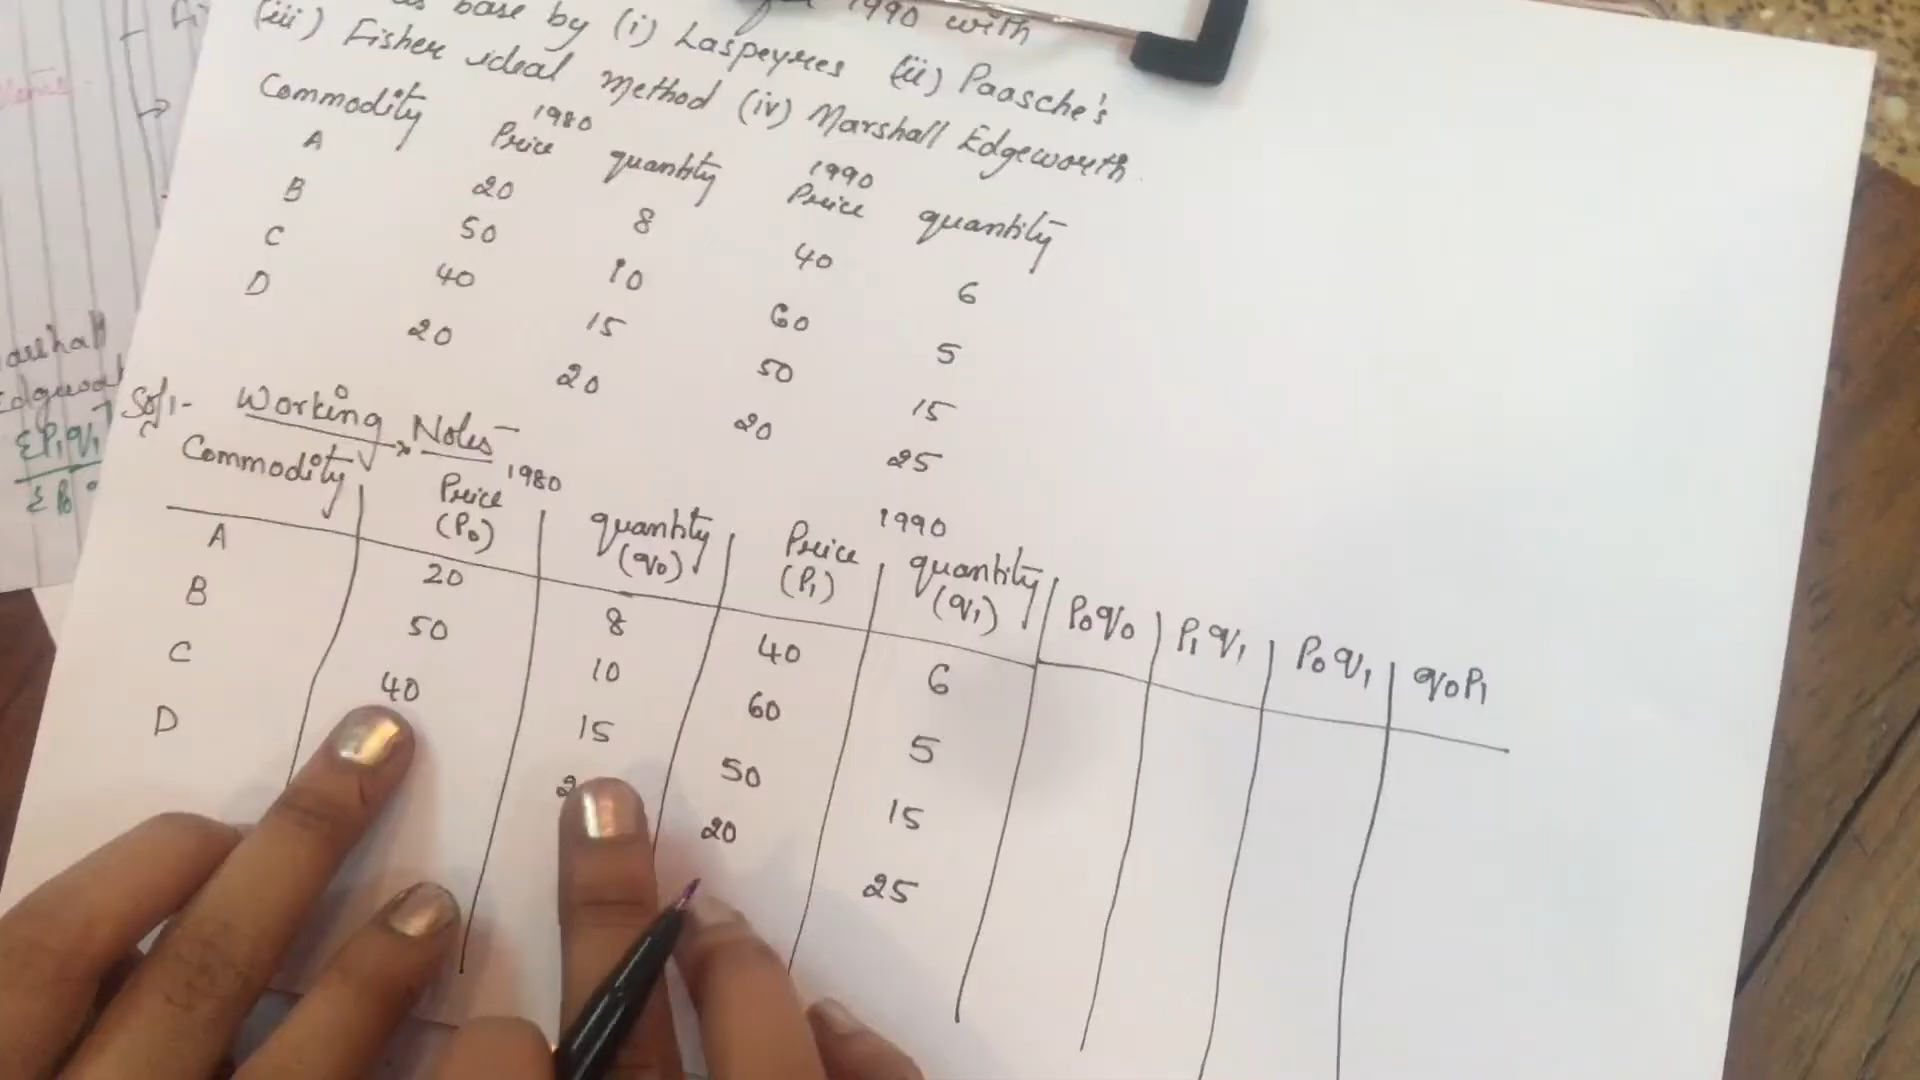 as base by (i) Laspeyres (ii) Paasche's
1990 with
(iii) Fisher ideal method (iv) Marshall Edgeworth
Commodity 1980 1990
Price quantity Price quantity
A 20 8 40 6
B 50 10 60 5
C 40 15 50 15
D 20 20 20 25
Sol:- Working Notes
Commodity 1980 1990
Price (P0) quantity (q0) Price (P1) quantity (q1) P0q0 P1q1 P0q1 q0P1
A 20 8 40 6
B 50 10 60 5
C 40 15 50 15
D 2 20 25
ΣP1q1